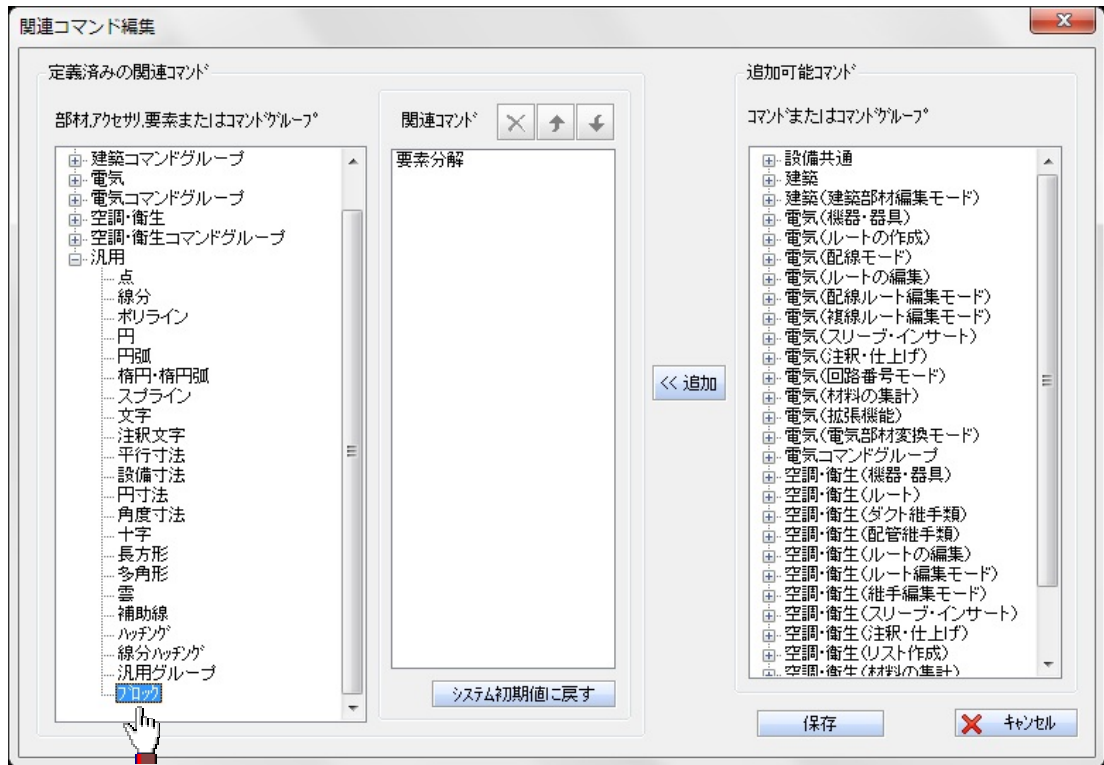 関連コマンド編集
定義済みの関連ｺﾏﾝﾄﾞ
部材,ｱｸｾｻﾘ,要素またはｺﾏﾝﾄﾞｸﾞﾙｰﾌﾟ
建築コマンドグループ
電気
電気コマンドグループ
空調・衛生
空調・衛生コマンドグループ
汎用
点
線分
ポリライン
円
円弧
楕円・楕円弧
スプライン
文字
注釈文字
平行寸法
設備寸法
円寸法
角度寸法
十字
長方形
多角形
雲
補助線
ﾊｯﾁﾝｸﾞ
線分ﾊｯﾁﾝｸﾞ
汎用グループ
ﾌﾞﾛｯｸ
関連ｺﾏﾝﾄﾞ
要素分解
ｼｽﾃﾑ初期値に戻す
<< 追加
追加可能ｺﾏﾝﾄﾞ
ｺﾏﾝﾄﾞまたはｺﾏﾝﾄﾞｸﾞﾙｰﾌﾟ
設備共通
建築
建築(建築部材編集モード)
電気(機器・器具)
電気(ルートの作成)
電気(配線モード)
電気(ルートの編集)
電気(配線ルート編集モード)
電気(複線ルート編集モード)
電気(スリーブ・インサート)
電気(注釈・仕上げ)
電気(回路番号モード)
電気(材料の集計)
電気(拡張機能)
電気(電気部材変換モード)
電気コマンドグループ
空調・衛生(機器・器具)
空調・衛生(ルート)
空調・衛生(ダクト継手類)
空調・衛生(配管継手類)
空調・衛生(ルートの編集)
空調・衛生(ルート編集モード)
空調・衛生(継手編集モード)
空調・衛生(スリーブ・インサート)
空調・衛生(注釈・仕上げ)
空調・衛生(リスト作成)
空調・衛生(材料の集計)
保存
ｷｬﾝｾﾙ